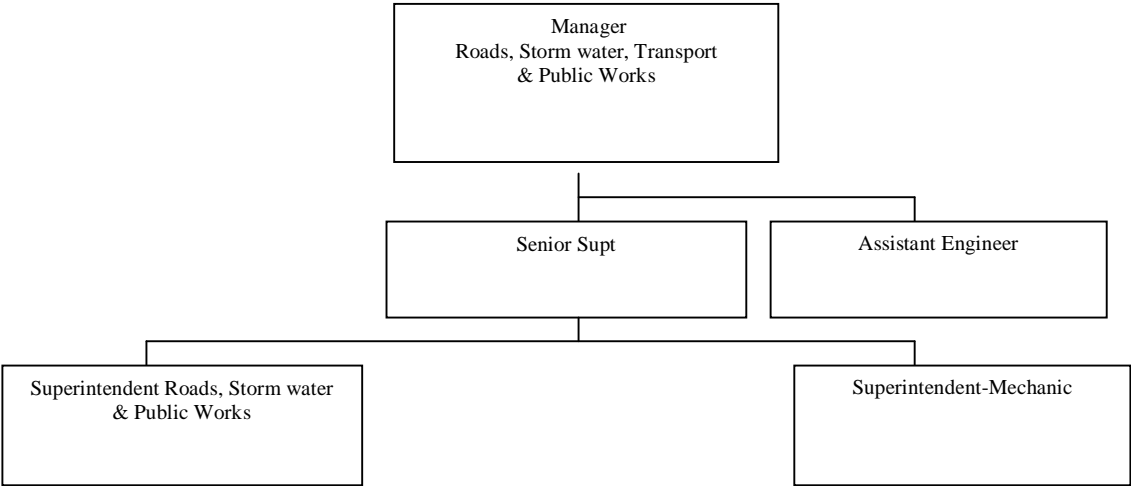 Manager
Roads, Storm water, Transport
& Public Works
Senior Supt
Assistant Engineer
Superintendent Roads, Storm water
& Public Works
Superintendent-Mechanic